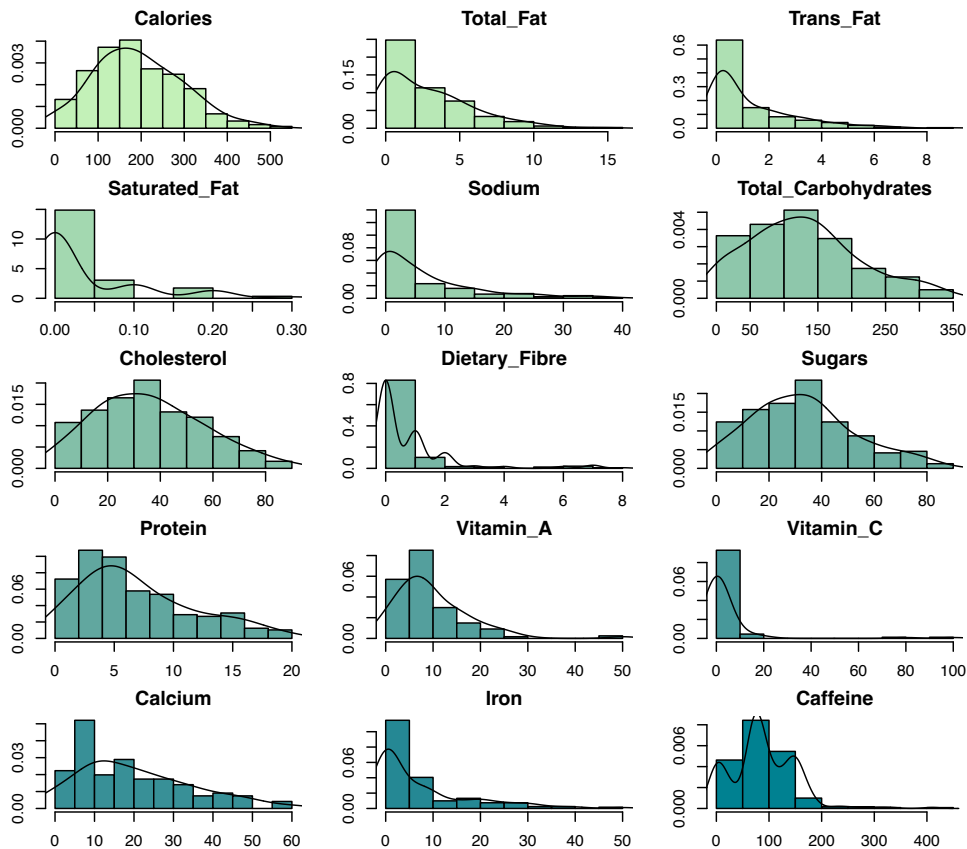 Calories
0.003
0.000
0 100 200 300 400 500
Total_Fat
0.15
0.00
0 5 10 15
Trans_Fat
0.6
0.3
0.0
0 2 4 6 8
Saturated_Fat
10
5
0
0.00 0.10 0.20 0.30
Sodium
0.08
0.00
0 10 20 30 40
Total_Carbohydrates
0.004
0.000
0 50 150 250 350
Cholesterol
0.015
0.000
0 20 40 60 80
Dietary_Fibre
0.8
0.4
0.0
0 2 4 6 8
Sugars
0.015
0.000
0 20 40 60 80
Protein
0.06
0.00
0 5 10 15 20
Vitamin_A
0.06
0.00
0 10 20 30 40 50
Vitamin_C
0.06
0.00
0 20 40 60 80 100
Calcium
0.03
0.00
0 10 20 30 40 50 60
Iron
0.06
0.00
0 10 20 30 40 50
Caffeine
0.006
0.000
0 100 200 300 400